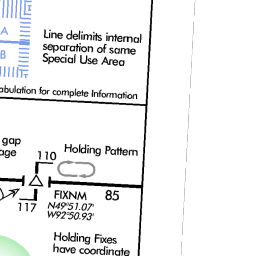 A
B
Line delimits internal
separation of same
Special Use Area
abulation for complete Information
gap
age
110
Holding Pattern
117
FIXNM
85
N49°51.07'
W92°50.93'
Holding Fixes
have coordinate